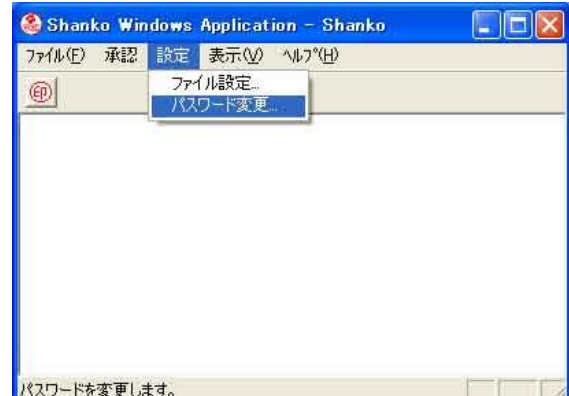 Shanko Windows Application - Shanko
ﾌｧｲﾙ(F) 承認 設定 表示(V) ﾍﾙﾌﾟ(H)
印
ファイル設定...
パスワード変更...
パスワードを変更します。